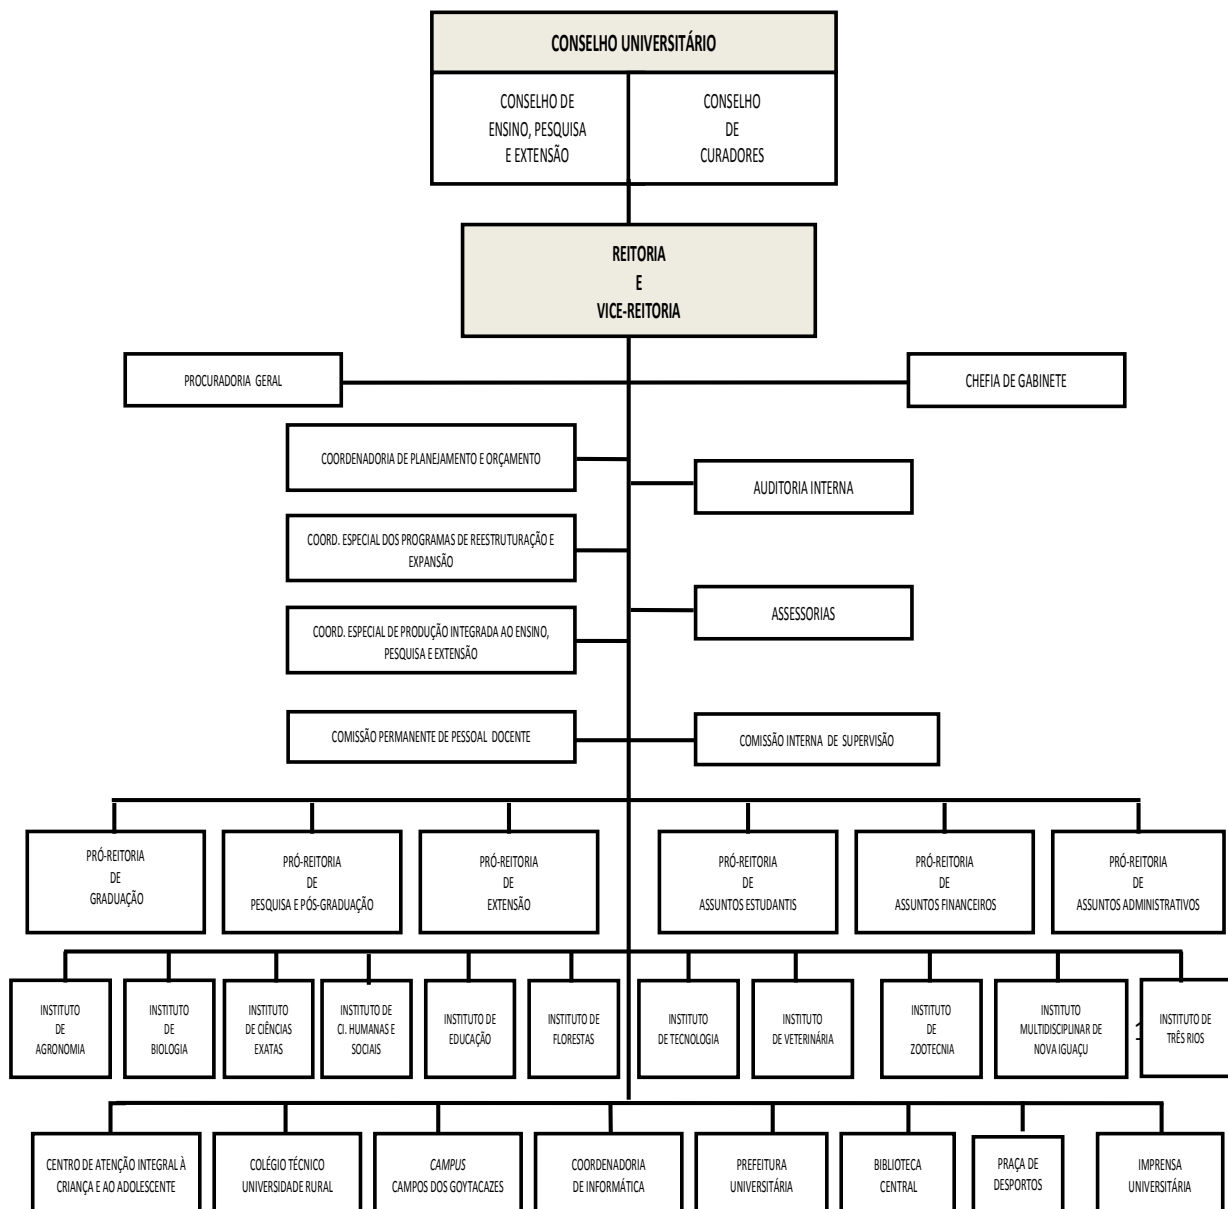 CONSELHO UNIVERSITÁRIO
CONSELHO DE
ENSINO, PESQUISA
E EXTENSÃO
CONSELHO
DE
CURADORES
REITORIA
E
VICE-REITORIA
PROCURADORIA GERAL
CHEFIA DE GABINETE
COORDENADORIA DE PLANEJAMENTO E ORÇAMENTO
AUDITORIA INTERNA
COORD. ESPECIAL DOS PROGRAMAS DE REESTRUTURAÇÃO E
EXPANSÃO
ASSESSORIAS
COORD. ESPECIAL DE PRODUÇÃO INTEGRADA AO ENSINO,
PESQUISA E EXTENSÃO
COMISSÃO PERMANENTE DE PESSOAL DOCENTE
COMISSÃO INTERNA DE SUPERVISÃO
PRÓ-REITORIA
DE
GRADUAÇÃO
PRÓ-REITORIA
DE
PESQUISA E PÓS-GRADUAÇÃO
PRÓ-REITORIA
DE
EXTENSÃO
PRÓ-REITORIA
DE
ASSUNTOS ESTUDANTIS
PRÓ-REITORIA
DE
ASSUNTOS FINANCEIROS
PRÓ-REITORIA
DE
ASSUNTOS ADMINISTRATIVOS
INSTITUTO
DE
AGRONOMIA
INSTITUTO
DE
BIOLOGIA
INSTITUTO
DE CIÊNCIAS
EXATAS
INSTITUTO DE
CI. HUMANAS E
SOCIAIS
INSTITUTO DE
EDUCAÇÃO
INSTITUTO DE
FLORESTAS
INSTITUTO
DE TECNOLOGIA
INSTITUTO
DE VETERINÁRIA
INSTITUTO
DE
ZOOTECNIA
INSTITUTO
MULTIDISCIPLINAR DE
NOVA IGUAÇU
INSTITUTO DE
TRÊS RIOS
CENTRO DE ATENÇÃO INTEGRAL À
CRIANÇA E AO ADOLESCENTE
COLÉGIO TÉCNICO
UNIVERSIDADE RURAL
CAMPUS
CAMPOS DOS GOYTACAZES
COORDENADORIA
DE INFORMÁTICA
PREFEITURA
UNIVERSITÁRIA
BIBLIOTECA
CENTRAL
PRAÇA DE
DESPORTOS
IMPRENSA
UNIVERSITÁRIA